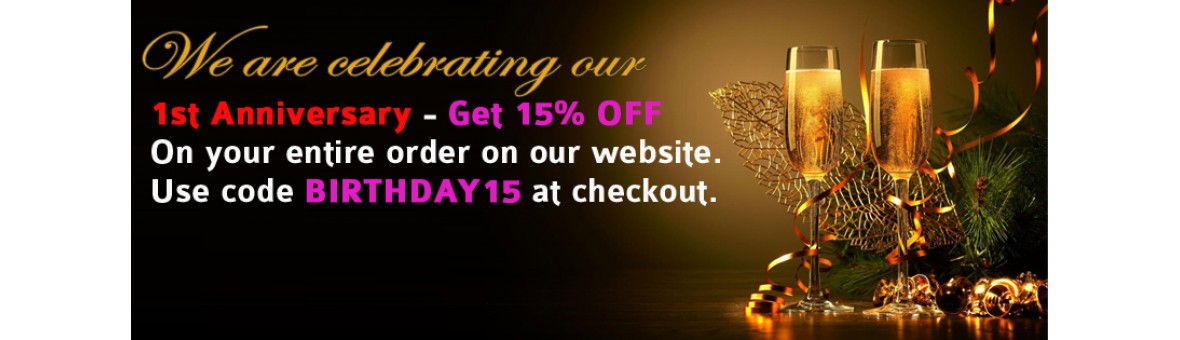 We are celebrating our
1st Anniversary - Get 15% OFF
On your entire order on our website.
Use code BIRTHDAY15 at checkout.